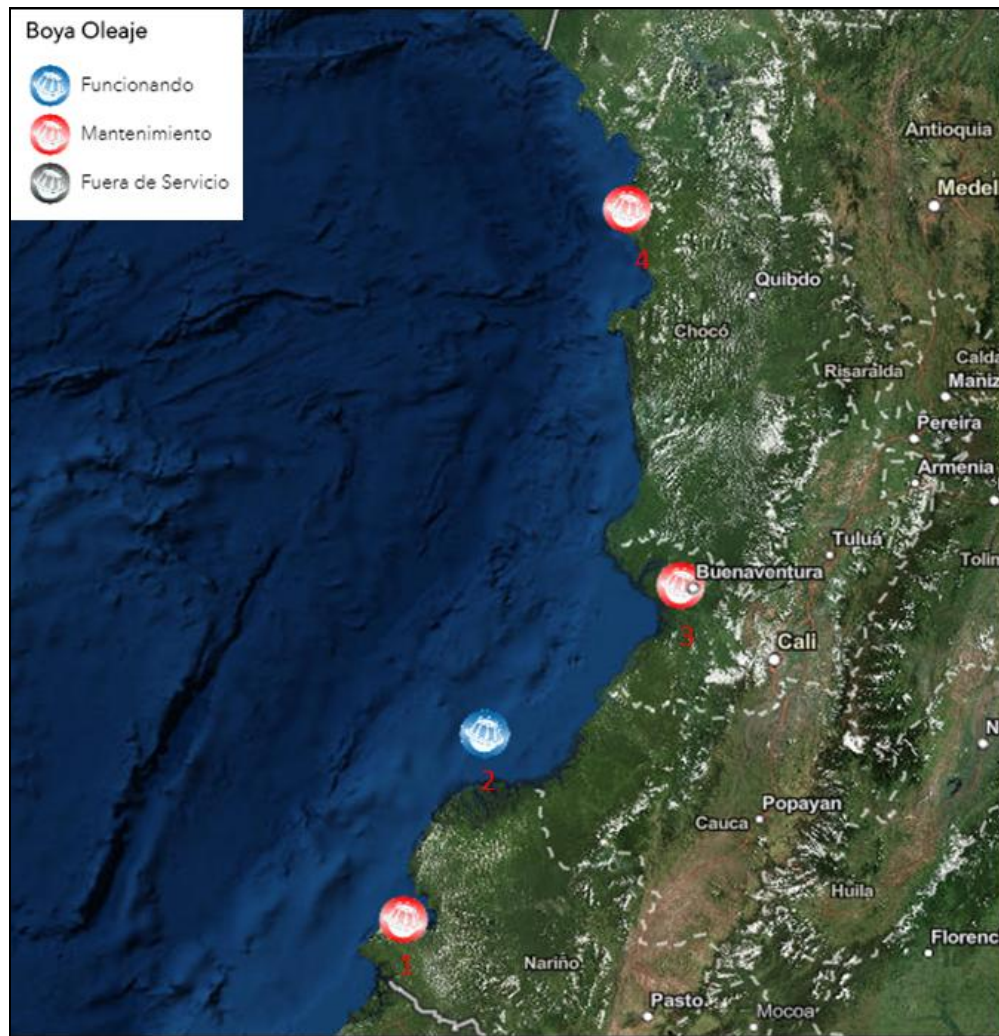 Boya Oleaje
Funcionando
Mantenimiento
Fuera de Servicio
Antioquia
Medel
4
Quibdo
Chocó
Risaralda
Calda
Maniz
Pereira
Armenia
Tuluá
Tolin
Buenaventura
3
Cali
2
N
Popayan
Cauca
Huila
1
Florenc
Nariño
Pasto
Mocoa